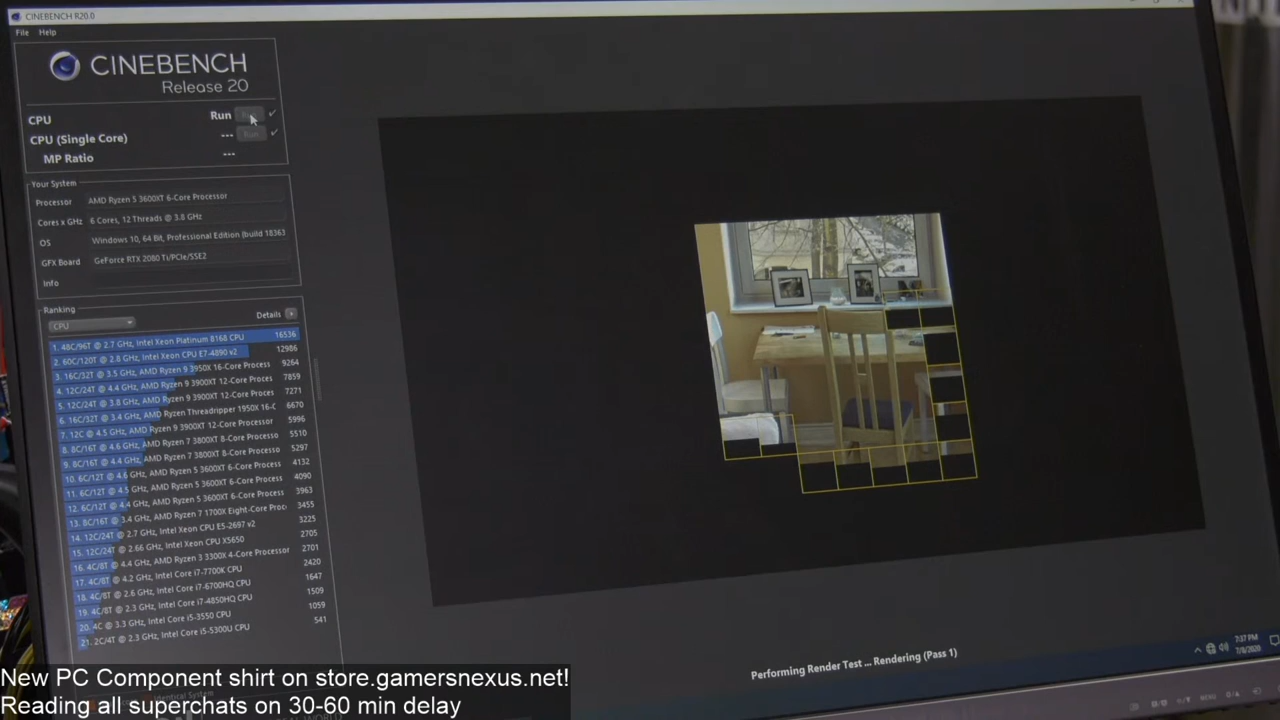 CINEBENCH R20.0
File Help
CINEBENCH
Release 20
CPU Run
CPU (Single Core) --- Run
MP Ratio ---
Your System
Processor AMD Ryzen 5 3600XT 6-Core Processor
Cores x GHz 6 Cores, 12 Threads @ 3.8 GHz
OS Windows 10, 64 Bit, Professional Edition (build 18363
GFX Board GeForce RTX 2080 Ti/PCIe/SSE2
Info
Ranking
CPU Details
1. 48C/96T @ 2.7 GHz, Intel Xeon Platinum 8168 CPU 16536
2. 60C/120T @ 2.8 GHz, Intel Xeon CPU E7-4890 v2 12986
3. 16C/32T @ 3.5 GHz, AMD Ryzen 9 3950X 16-Core Process 9264
4. 12C/24T @ 4.4 GHz, AMD Ryzen 9 3900XT 12-Core Proces 7859
5. 12C/24T @ 3.8 GHz, AMD Ryzen 9 3900XT 12-Core Proces 7271
6. 16C/32T @ 3.4 GHz, AMD Ryzen Threadripper 1950X 16-C 6670
7. 12C @ 4.5 GHz, AMD Ryzen 9 3900XT 12-Core Proces 5996
8. 8C/16T @ 4.6 GHz, AMD Ryzen 7 3800XT 8-Core Processo 5510
9. 8C/16T @ 4.4 GHz, AMD Ryzen 7 3800XT 8-Core Processo 5297
10. 6C/12T @ 4.6 GHz, AMD Ryzen 5 3600XT 6-Core Process 4132
11. 6C/12T @ 4.5 GHz, AMD Ryzen 5 3600XT 6-Core Process
12. 6C/12T @ 4.4 GHz, AMD Ryzen 5 3600XT 6-Core Process 3963
13. 8C/16T @ 3.4 GHz, AMD Ryzen 7 1700X Eight-Core Proc 3455
14. 12C/24T @ 2.7 GHz, Intel Xeon CPU E5-2697 v2 3225
15. 12C/24T @ 2.66 GHz, Intel Xeon CPU X5650 2705
16. 4C/8T @ 4.4 GHz, AMD Ryzen 3 3300X 4-Core Processor 2701
17. 4C/8T @ 4.2 GHz, Intel Core i7-7700K CPU 2420
18. 4C/8T @ 2.6 GHz, Intel Core i7-6700HQ CPU 1647
19. 4C/8T @ 2.3 GHz, Intel Core i7-4850HQ CPU 1509
20. 4C @ 3.3 GHz, Intel Core i5-3550 CPU 1059
21. 2C/4T @ 2.3 GHz, Intel Core i5-5300U CPU 541
Identical System
Performing Render Test ... Rendering (Pass 1)
7:37 PM
7/8/2020
MENU
New PC Component shirt on store.gamersnexus.net!
Reading all superchats on 30-60 min delay